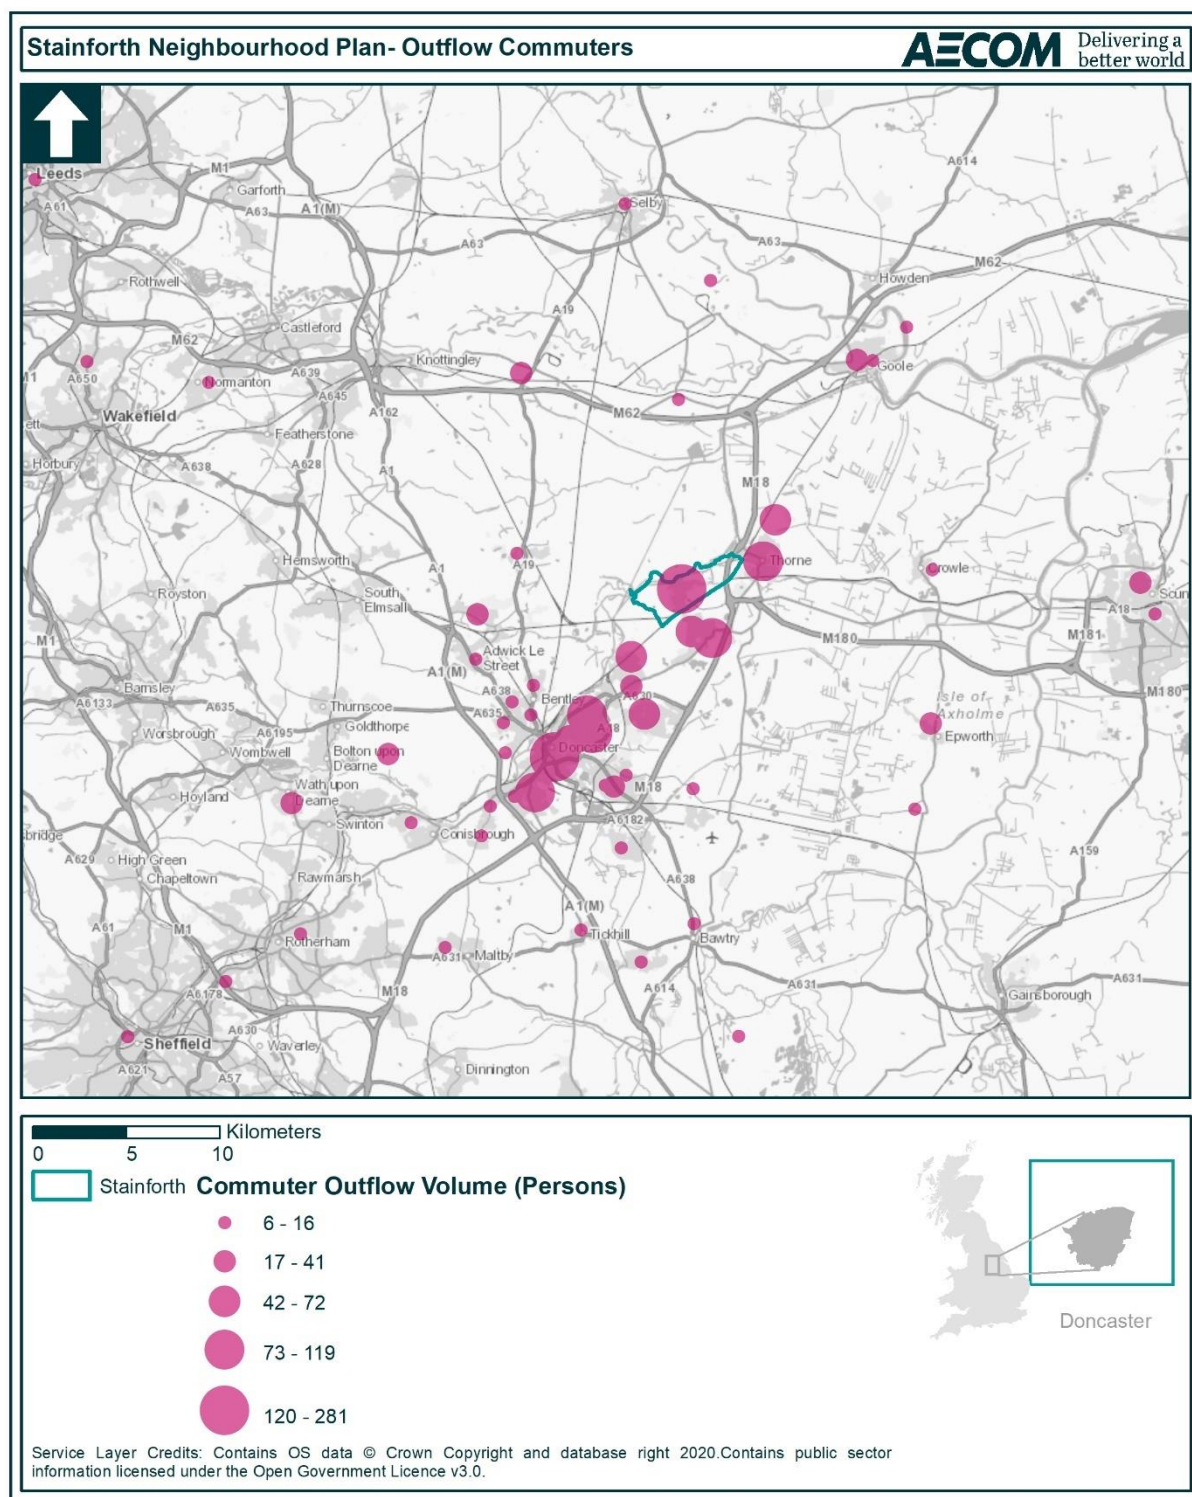 Stainforth Neighbourhood Plan- Outflow Commuters
AECOM
Delivering a
better world
Leeds
M1
Garforth
A61
A63
A1(M)
Selby
A614
A63
A63
Howden
M62
Rothwell
A19
Castleford
M62
Knottingley
Goole
A650
Normanton
A639
A645
A162
M62
Wakefield
Featherstone
Horbury
A638
A628
A1
M18
Hemsworth
A1
A19
Thorne
Crowle
Royston
South
Elmsall
Scun
A18
M1
M180
M181
Adwick Le
Street
A1(M)
Barnsley
A6133
A635
Thurnscoe
A638
Bentley
A630
A635
Isle of
Axholme
M180
Worsbrough
A6195
Goldthorpe
A18
Wombwell
Bolton upon
Dearne
Doncaster
Epworth
Hoyland
Wath upon
Dearne
M18
Swinton
Conisbrough
A6182
A629
High Green
Chapeltown
Rawmarsh
A638
A159
A61
M1
A1(M)
Rotherham
Tickhill
Bawtry
A631
Maltby
A6178
M18
A614
A631
A631
Gainsborough
A630
Sheffield
Waverley
A621
A57
Dinnington
Kilometers
0 5 10
Stainforth Commuter Outflow Volume (Persons)
6 - 16
17 - 41
42 - 72
73 - 119
120 - 281
Doncaster
Service Layer Credits: Contains OS data © Crown Copyright and database right 2020.Contains public sector
information licensed under the Open Government Licence v3.0.